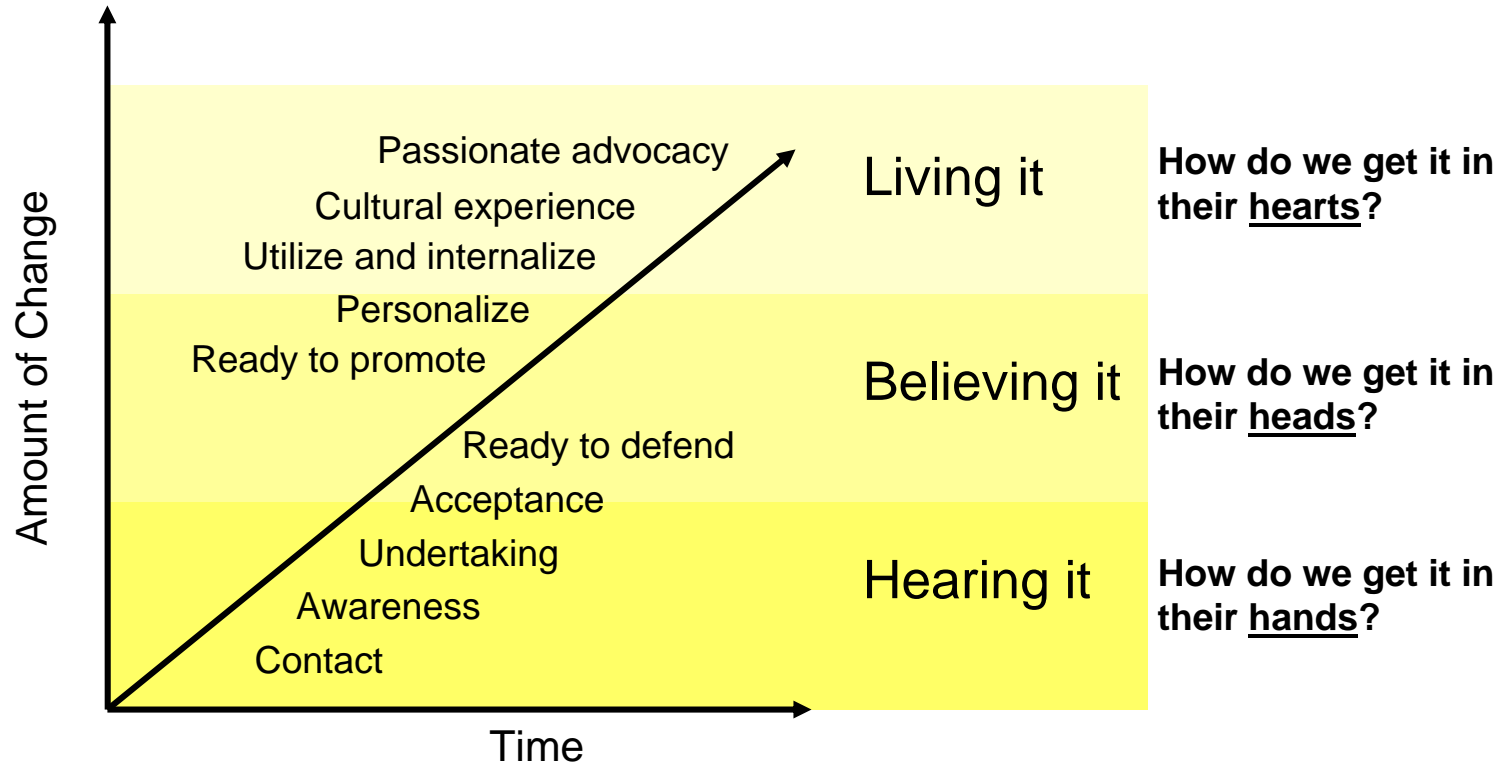 Passionate advocacy
Cultural experience
Utilize and internalize
Personalize
Ready to promote
Ready to defend
Acceptance
Undertaking
Awareness
Contact
Living it
Believing it
Hearing it
How do we get it in
their hearts?
How do we get it in
their heads?
How do we get it in
their hands?
Amount of Change
Time